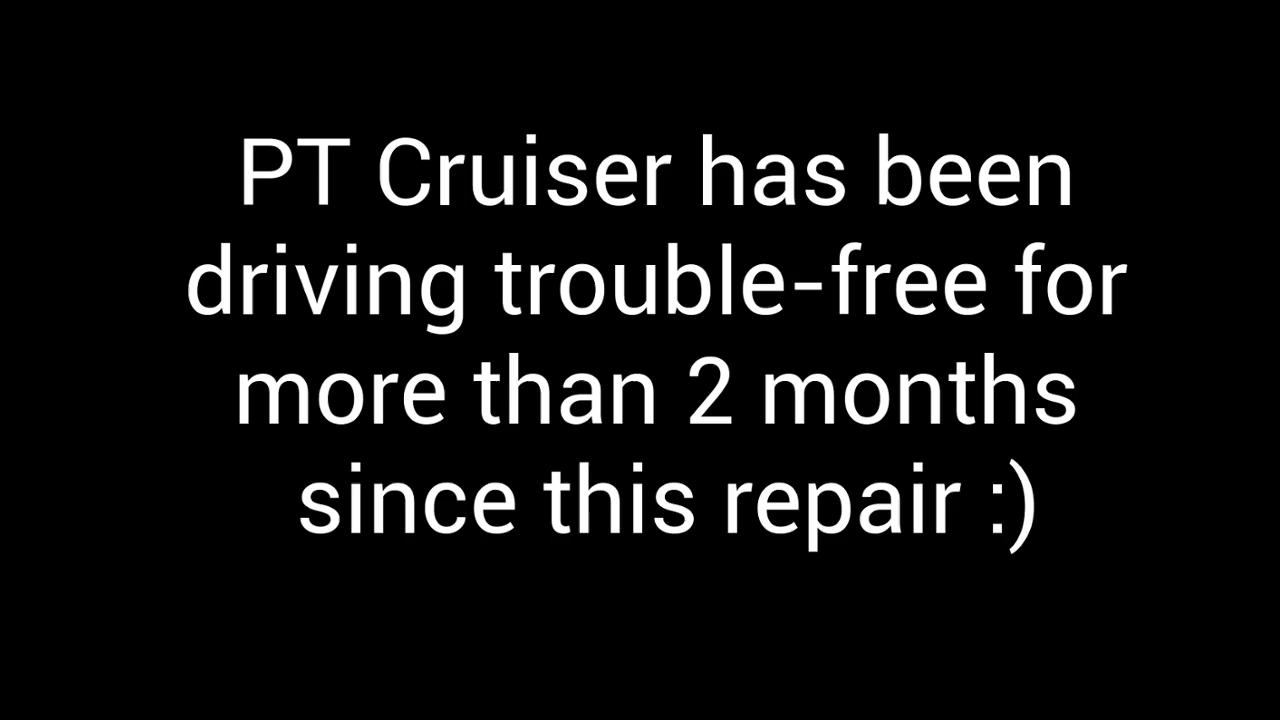 PT Cruiser has been
driving trouble-free for
more than 2 months
since this repair :)